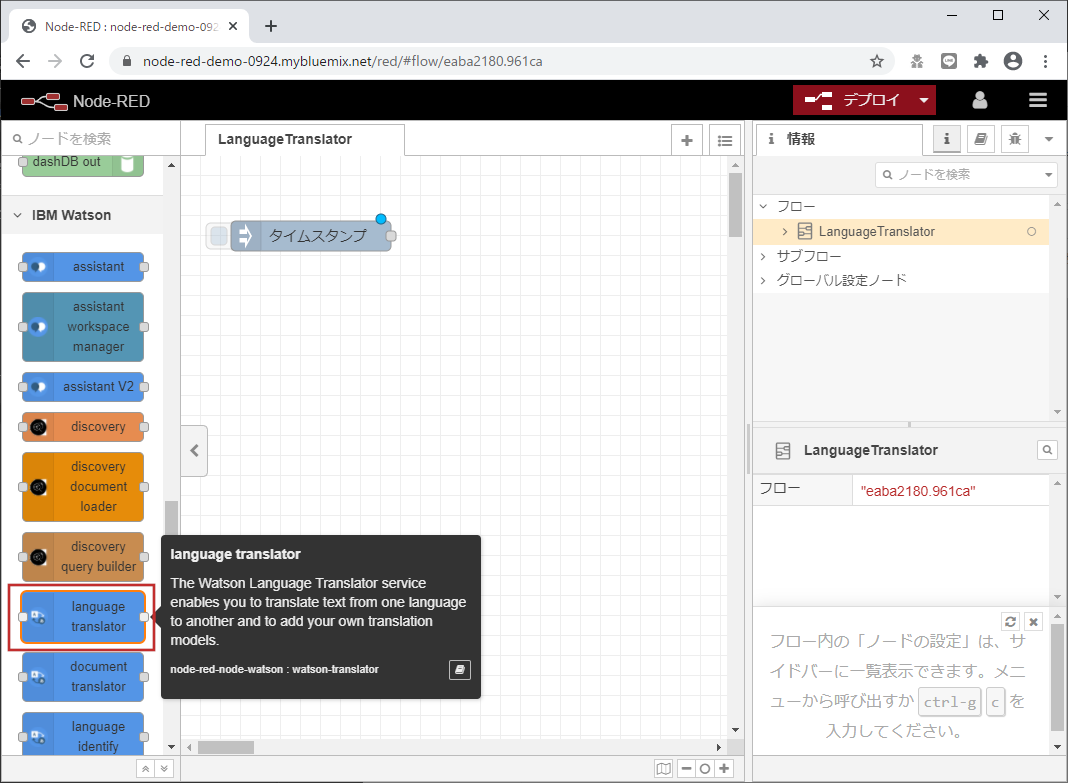 Node-RED : node-red-demo-092
node-red-demo-0924.mybluemix.net/red/#flow/eaba2180.961ca
Node-RED
デプロイ
ノードを検索
LanguageTranslator
情報
dashDB out
ノードを検索
IBM Watson
フロー
LanguageTranslator
タイムスタンプ
サブフロー
グローバル設定ノード
assistant
assistant
workspace
manager
assistant V2
discovery
LanguageTranslator
discovery
document
loader
フロー
"eaba2180.961ca"
discovery
query builder
language translator
The Watson Language Translator service
enables you to translate text from one language
to another and to add your own translation
models.
node-red-node-watson : watson-translator
language
translator
document
translator
language
identify
フロー内の「ノードの設定」は、サ
イドバーに一覧表示できます。メニ
ューから呼び出すか ctrl-g c を
入力してください。